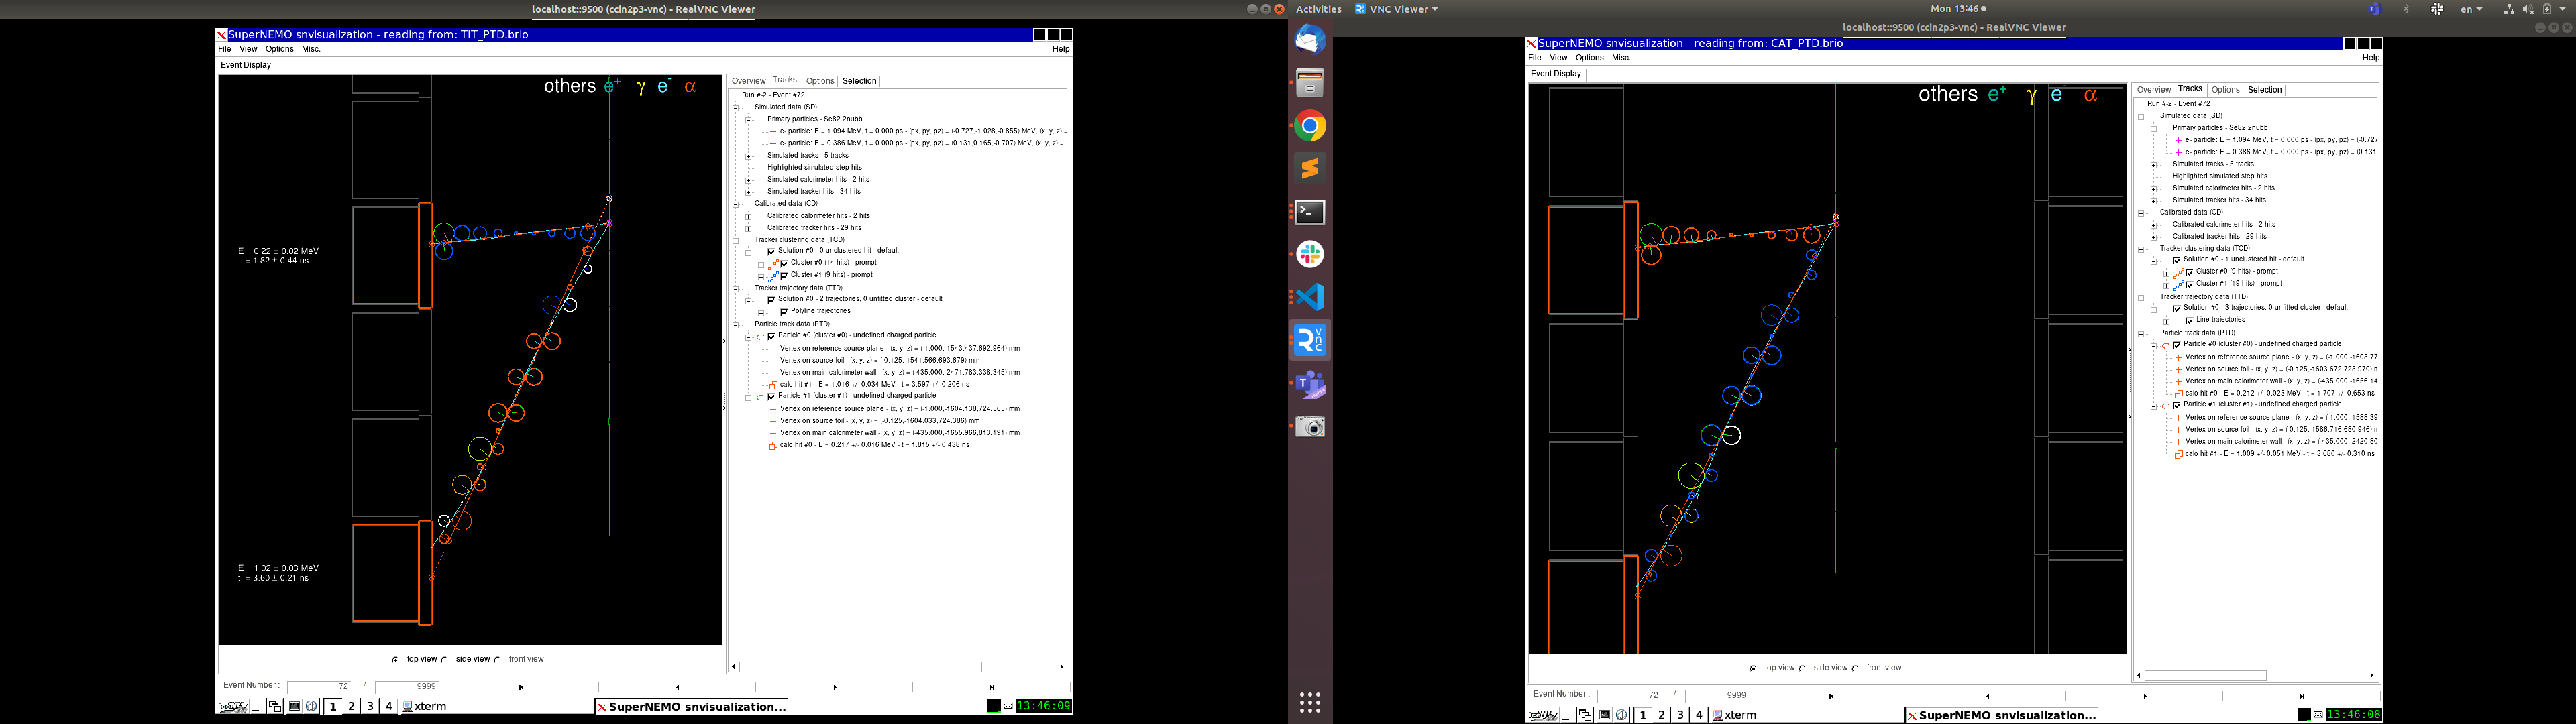 localhost::9500 (ccin2p3-vnc) - RealVNC Viewer
SuperNEMO snvisualization - reading from: TIT_PTD.brio
File View Options Misc. Help
Event Display
others e+ γ e- α
E = 0.22 ± 0.02 MeV
t = 1.82 ± 0.44 ns
E = 1.02 ± 0.03 MeV
t = 3.60 ± 0.21 ns
Overview Tracks Options Selection
Run #-2 - Event #72
Simulated data (SD)
Primary particles - Se82.2nubb
e- particle: E = 1.094 MeV, t = 0.000 ps - (px, py, pz) = (-0.727,-1.028,-0.855) MeV, (x, y, z) =
e- particle: E = 0.386 MeV, t = 0.000 ps - (px, py, pz) = (0.131,0.165,-0.707) MeV, (x, y, z) =
Simulated tracks - 5 tracks
Highlighted simulated step hits
Simulated calorimeter hits - 2 hits
Simulated tracker hits - 34 hits
Calibrated data (CD)
Calibrated calorimeter hits - 2 hits
Calibrated tracker hits - 29 hits
Tracker clustering data (TCD)
Solution #0 - 0 unclustered hit - default
Cluster #0 (14 hits) - prompt
Cluster #1 (9 hits) - prompt
Tracker trajectory data (TTD)
Solution #0 - 2 trajectories, 0 unfitted cluster - default
Polyline trajectories
Particle track data (PTD)
Particle #0 (cluster #0) - undefined charged particle
Vertex on reference source plane - (x, y, z) = (-1.000,-1543.437,692.964) mm
Vertex on source foil - (x, y, z) = (-0.125,-1541.566,693.679) mm
Vertex on main calorimeter wall - (x, y, z) = (-435.000,-2471.783,338.345) mm
calo hit #1 - E = 1.016 +/- 0.034 MeV - t = 3.597 +/- 0.206 ns
Particle #1 (cluster #1) - undefined charged particle
Vertex on reference source plane - (x, y, z) = (-1.000,-1604.138,724.565) mm
Vertex on source foil - (x, y, z) = (-0.125,-1604.033,724.386) mm
Vertex on main calorimeter wall - (x, y, z) = (-435.000,-1655.966,813.191) mm
calo hit #0 - E = 0.217 +/- 0.016 MeV - t = 1.815 +/- 0.438 ns
top view side view front view
Event Number : 72 / 9999
1 2 3 4 xterm SuperNEMO snvisualization... 13:46:09
Activities VNC Viewer Mon 13:46 en
localhost::9500 (ccin2p3-vnc) - RealVNC Viewer
SuperNEMO snvisualization - reading from: CAT_PTD.brio
File View Options Misc. Help
Event Display
others e+ γ e- α
Overview Tracks Options Selection
Run #-2 - Event #72
Simulated data (SD)
Primary particles - Se82.2nubb
e- particle: E = 1.094 MeV, t = 0.000 ps - (px, py, pz) = (-0.727
e- particle: E = 0.386 MeV, t = 0.000 ps - (px, py, pz) = (0.131
Simulated tracks - 5 tracks
Highlighted simulated step hits
Simulated calorimeter hits - 2 hits
Simulated tracker hits - 34 hits
Calibrated data (CD)
Calibrated calorimeter hits - 2 hits
Calibrated tracker hits - 29 hits
Tracker clustering data (TCD)
Solution #0 - 1 unclustered hit - default
Cluster #0 (9 hits) - prompt
Cluster #1 (19 hits) - prompt
Tracker trajectory data (TTD)
Solution #0 - 3 trajectories, 0 unfitted cluster - default
Line trajectories
Particle track data (PTD)
Particle #0 (cluster #0) - undefined charged particle
Vertex on reference source plane - (x, y, z) = (-1.000,-1603.77
Vertex on source foil - (x, y, z) = (-0.125,-1603.672,723.970) m
Vertex on main calorimeter wall - (x, y, z) = (-435.000,-1656.14
calo hit #0 - E = 0.212 +/- 0.023 MeV - t = 1.707 +/- 0.653 ns
Particle #1 (cluster #1) - undefined charged particle
Vertex on reference source plane - (x, y, z) = (-1.000,-1588.39
Vertex on source foil - (x, y, z) = (-0.125,-1586.716,680.946) m
Vertex on main calorimeter wall - (x, y, z) = (-435.000,-2420.80
calo hit #1 - E = 1.009 +/- 0.051 MeV - t = 3.680 +/- 0.310 ns
top view side view front view
Event Number : 72 / 9999
1 2 3 4 xterm SuperNEMO snvisualization... 13:46:08